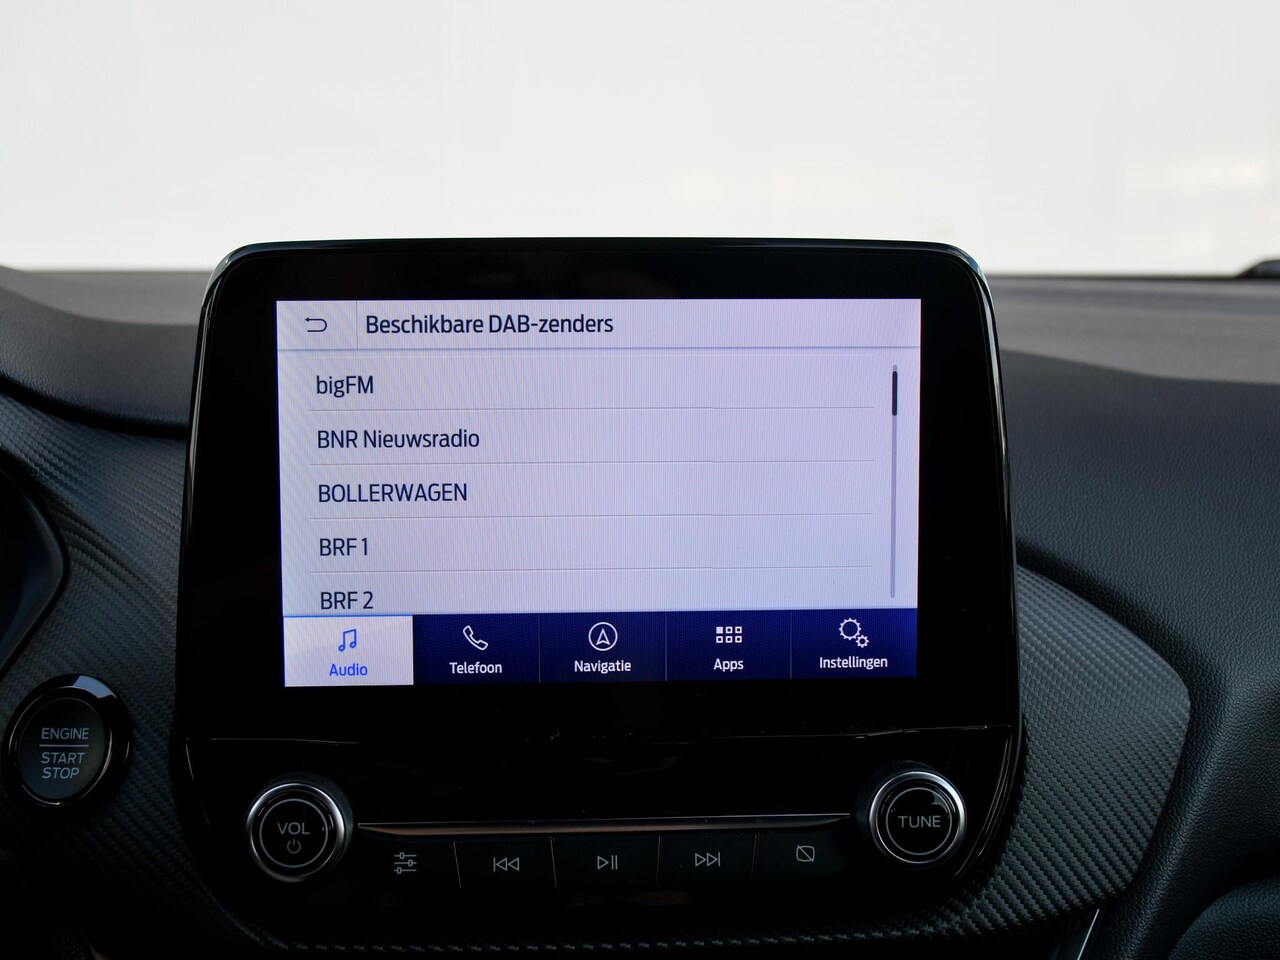 Beschikbare DAB-zenders
bigFM
BNR Nieuwsradio
BOLLERWAGEN
BRF 1
BRF 2
Audio
Telefoon
Navigatie
Apps
Instellingen
ENGINE
START
STOP
VOL
TUNE